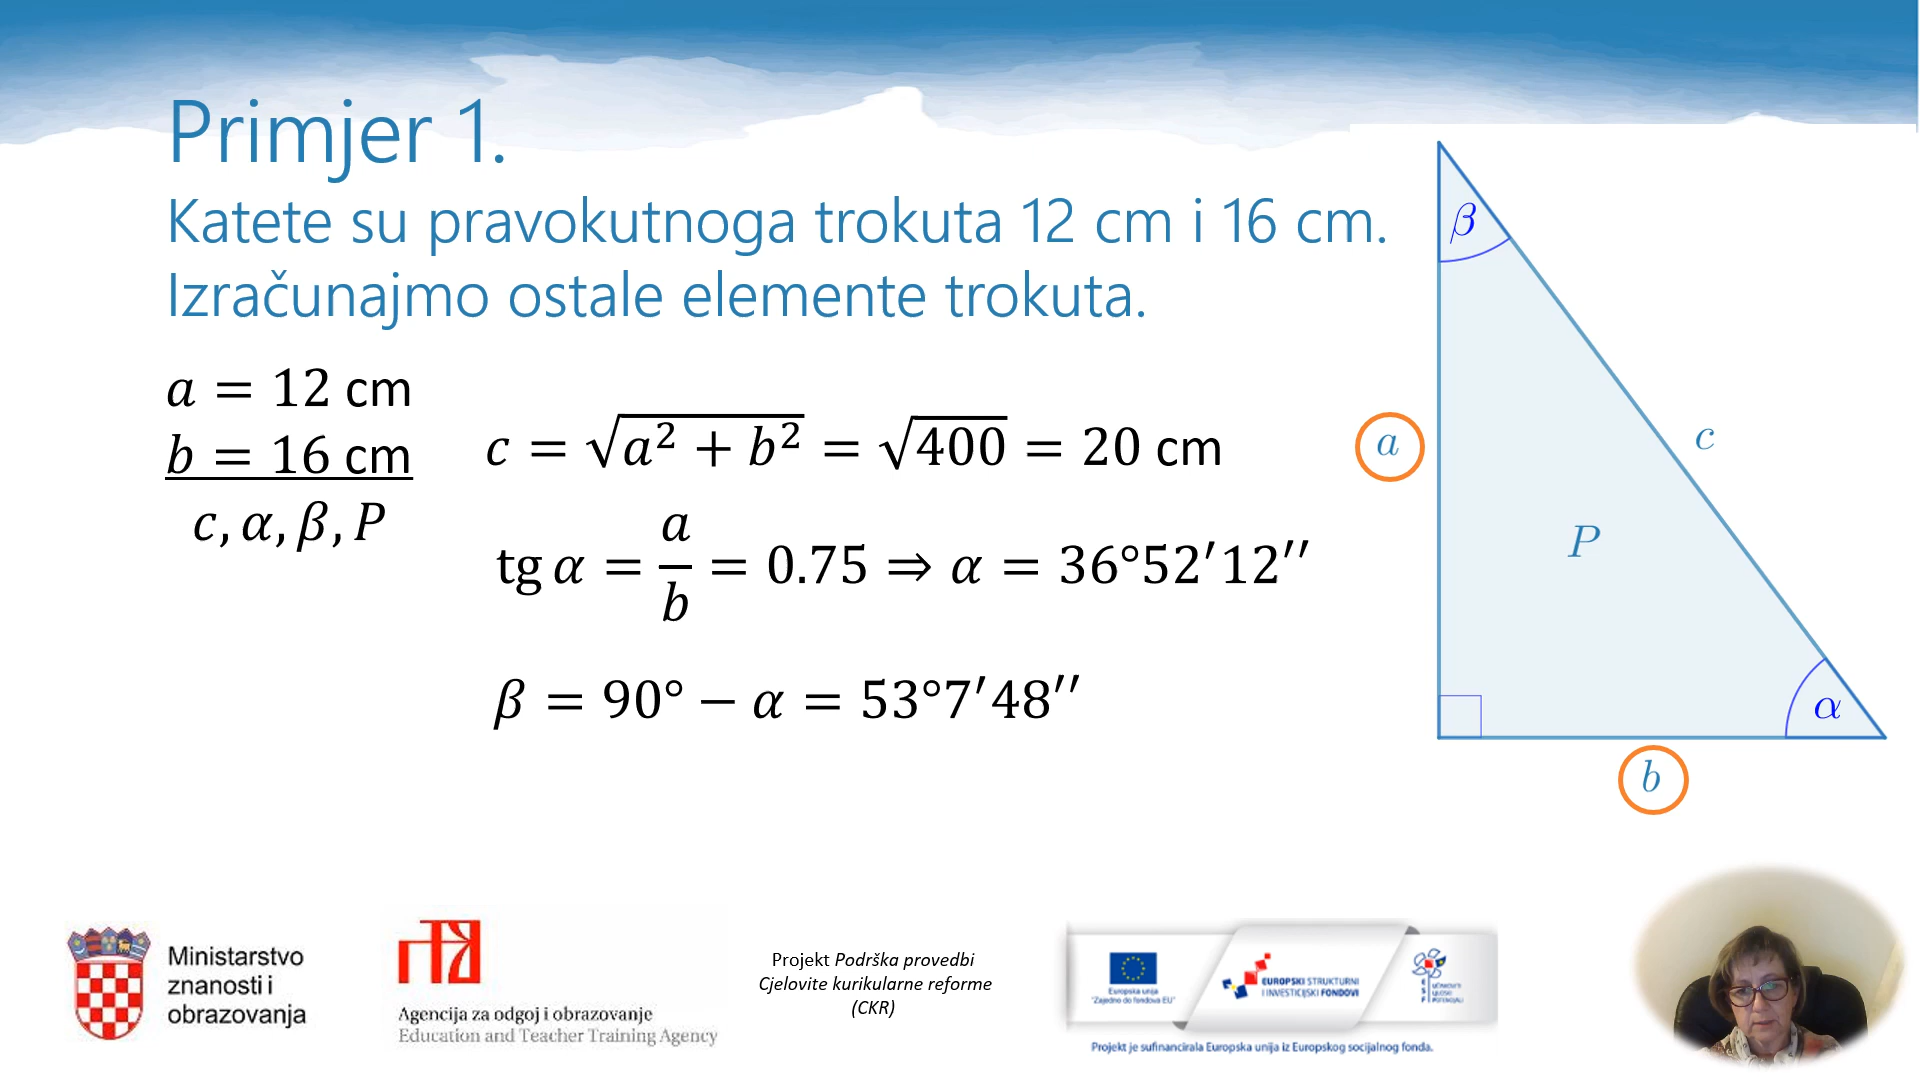 Primjer 1.
Katete su pravokutnoga trokuta 12 cm i 16 cm.
Izračunajmo ostale elemente trokuta.
a = 12 cm
b = 16 cm
c, α, β, P
c = √(a² + b²) = √400 = 20 cm
tg α = a/b = 0.75 ⇒ α = 36°52′12′′
β = 90° − α = 53°7′48′′
β
a
c
P
α
b
Ministarstvo
znanosti i
obrazovanja
Agencija za odgoj i obrazovanje
Education and Teacher Training Agency
Projekt Podrška provedbi
Cjelovite kurikularne reforme
(CKR)
Europska unija
"Zajedno do fondova EU"
EUROPSKI STRUKTURNI
I INVESTICIJSKI FONDOVI
ESF
Projekt je sufinancirala Europska unija iz Europskog socijalnog fonda.